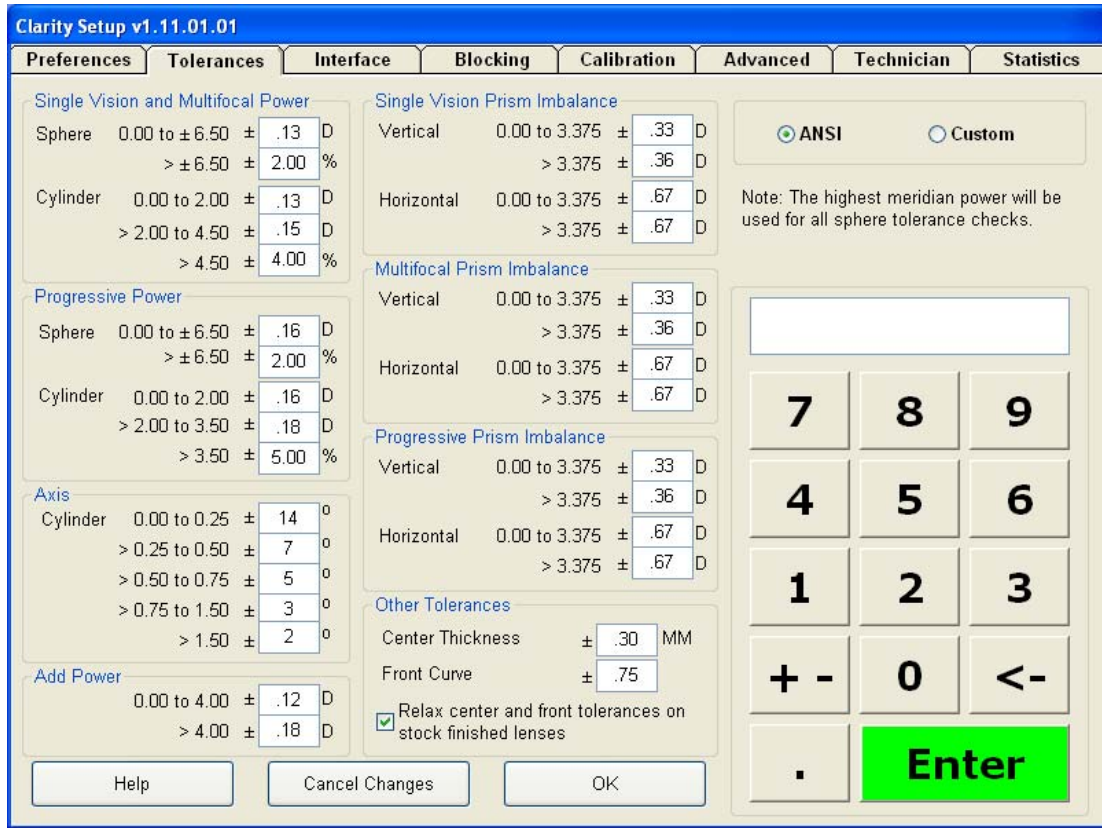 Clarity Setup v1.11.01.01
Preferences Tolerances Interface Blocking Calibration Advanced Technician Statistics
Single Vision and Multifocal Power
Sphere 0.00 to ± 6.50 ± .13 D
> ± 6.50 ± 2.00 %
Cylinder 0.00 to 2.00 ± .13 D
> 2.00 to 4.50 ± .15 D
> 4.50 ± 4.00 %
Progressive Power
Sphere 0.00 to ± 6.50 ± .16 D
> ± 6.50 ± 2.00 %
Cylinder 0.00 to 2.00 ± .16 D
> 2.00 to 3.50 ± .18 D
> 3.50 ± 5.00 %
Axis
Cylinder 0.00 to 0.25 ± 14 º
> 0.25 to 0.50 ± 7 º
> 0.50 to 0.75 ± 5 º
> 0.75 to 1.50 ± 3 º
> 1.50 ± 2 º
Add Power
0.00 to 4.00 ± .12 D
> 4.00 ± .18 D
Single Vision Prism Imbalance
Vertical 0.00 to 3.375 ± .33 D
> 3.375 ± .36 D
Horizontal 0.00 to 3.375 ± .67 D
> 3.375 ± .67 D
Multifocal Prism Imbalance
Vertical 0.00 to 3.375 ± .33 D
> 3.375 ± .36 D
Horizontal 0.00 to 3.375 ± .67 D
> 3.375 ± .67 D
Progressive Prism Imbalance
Vertical 0.00 to 3.375 ± .33 D
> 3.375 ± .36 D
Horizontal 0.00 to 3.375 ± .67 D
> 3.375 ± .67 D
Other Tolerances
Center Thickness ± .30 MM
Front Curve ± .75
Relax center and front tolerances on
stock finished lenses
ANSI Custom
Note: The highest meridian power will be
used for all sphere tolerance checks.
7 8 9
4 5 6
1 2 3
+ - 0 <-
. Enter
Help Cancel Changes OK